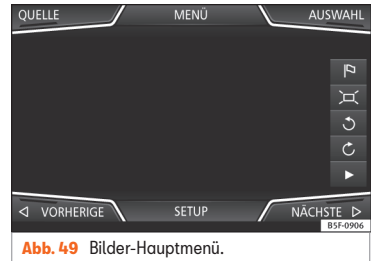 QUELLE MENÜ AUSWAHL
VORHERIGE SETUP NÄCHSTE
B5F-0906
Abb. 49 Bilder-Hauptmenü.